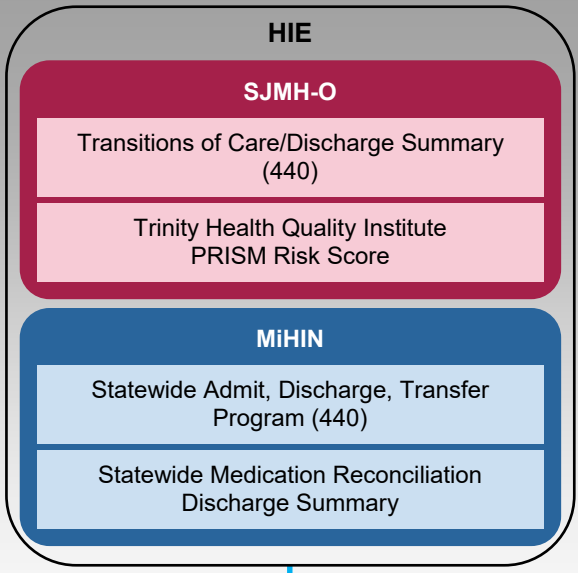 HIE
SJMH-O
Transitions of Care/Discharge Summary
(440)
Trinity Health Quality Institute
PRISM Risk Score
MiHIN
Statewide Admit, Discharge, Transfer
Program (440)
Statewide Medication Reconciliation
Discharge Summary